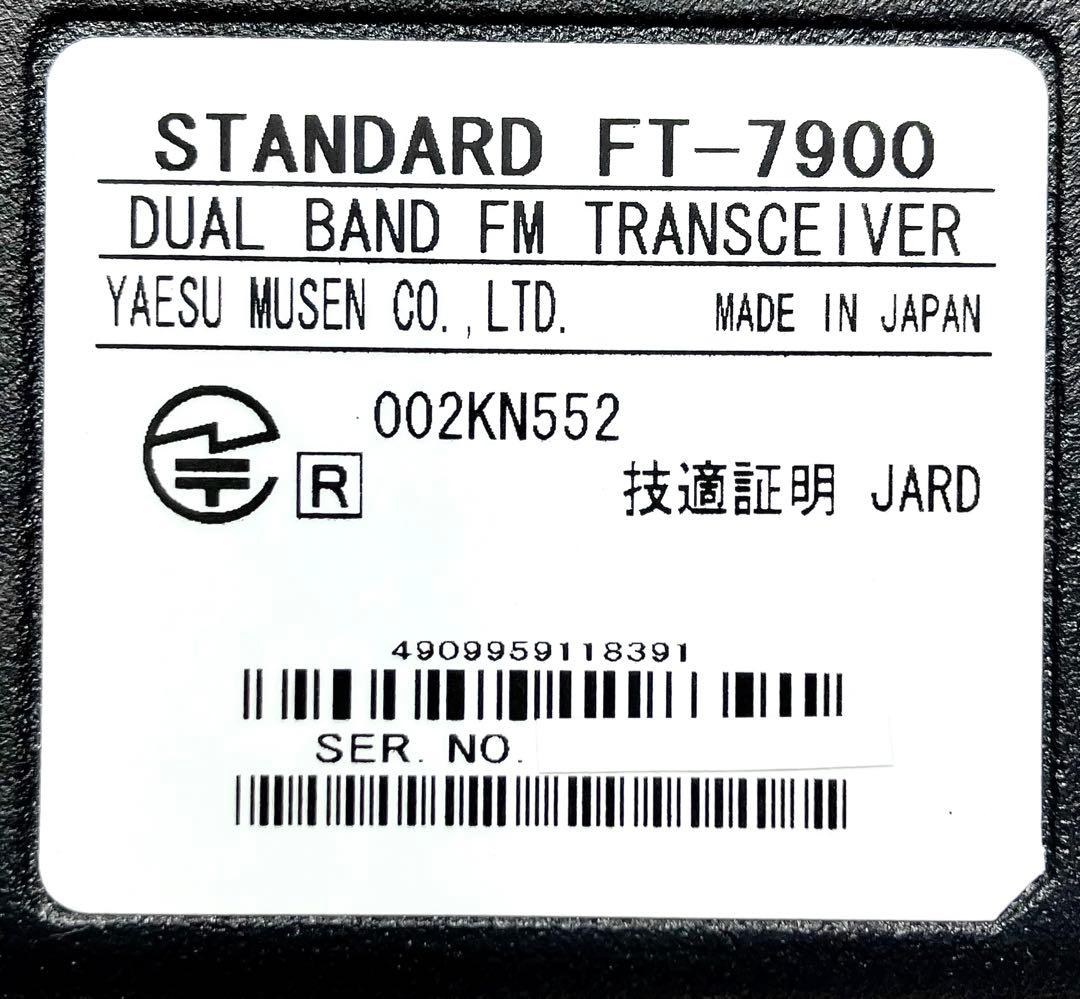 STANDARD FT-7900
DUAL BAND FM TRANSCEIVER
YAESU MUSEN CO.,LTD. MADE IN JAPAN
002KN552
R
技適証明 JARD
4909959118391
SER. NO.